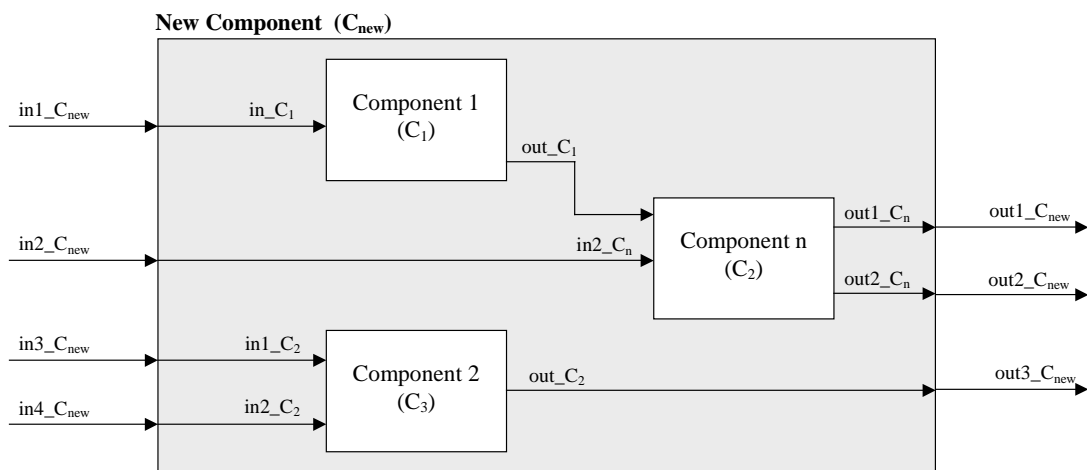 New Component (Cnew)
in1_Cnew
in_C1
Component 1
(C1)
out_C1
in2_Cnew
in2_Cn
Component n
(C2)
out1_Cn
out1_Cnew
out2_Cn
out2_Cnew
in3_Cnew
in1_C2
Component 2
(C3)
out_C2
out3_Cnew
in4_Cnew
in2_C2